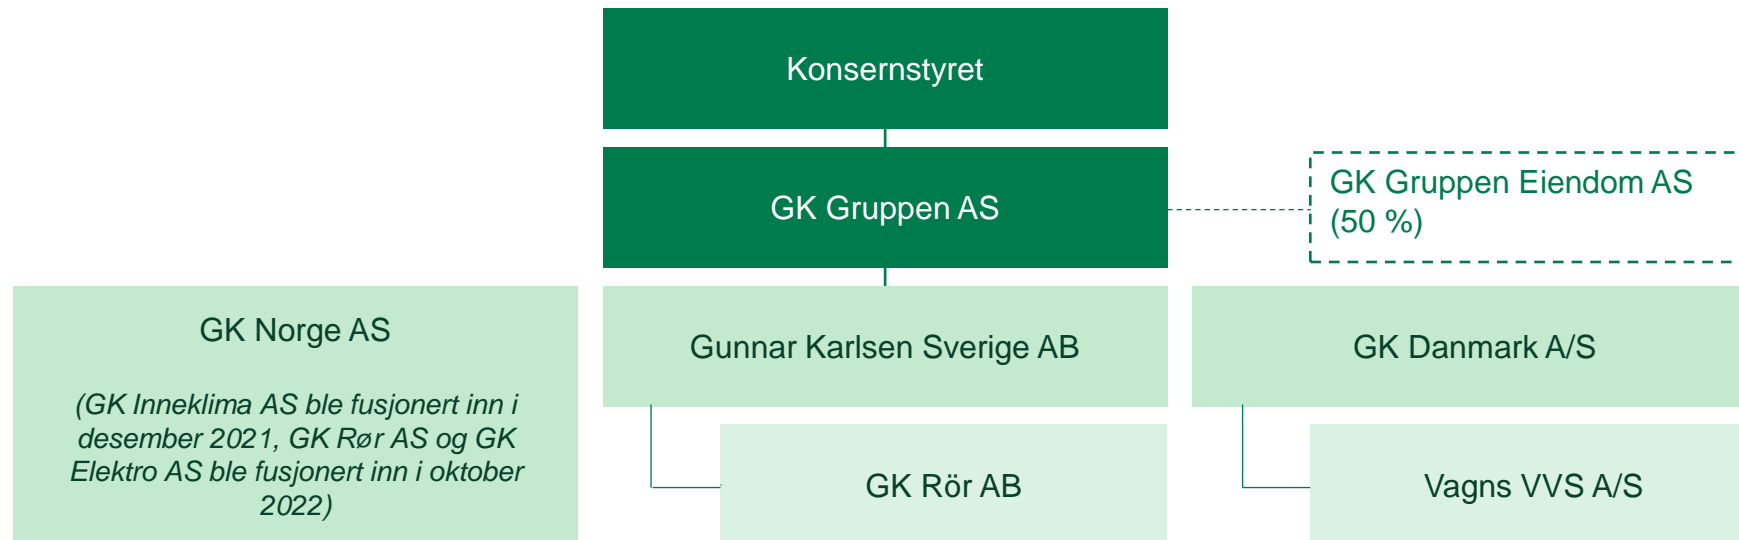 Konsernstyret
GK Gruppen AS
GK Gruppen Eiendom AS
(50 %)
GK Norge AS
(GK Inneklima AS ble fusjonert inn i
desember 2021, GK Rør AS og GK
Elektro AS ble fusjonert inn i oktober
2022)
Gunnar Karlsen Sverige AB
GK Rör AB
GK Danmark A/S
Vagns VVS A/S